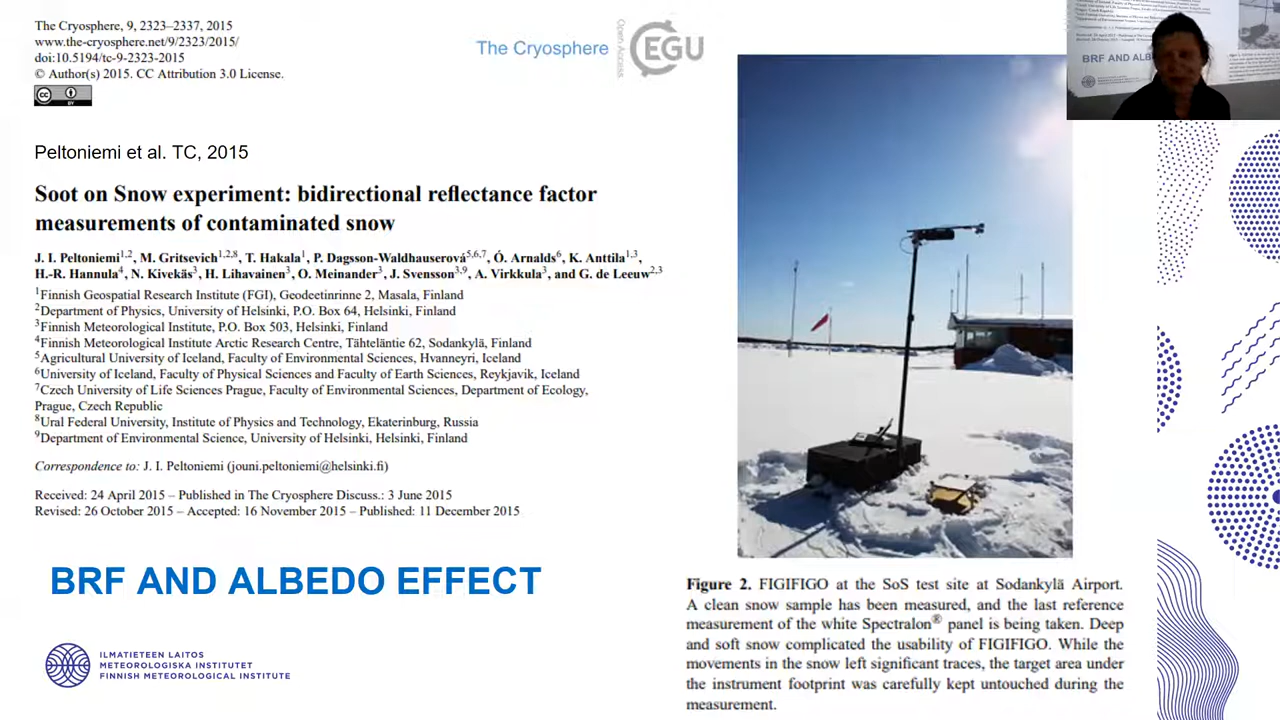 The Cryosphere, 9, 2323–2337, 2015
www.the-cryosphere.net/9/2323/2015/
doi:10.5194/tc-9-2323-2015
© Author(s) 2015. CC Attribution 3.0 License.
cc BY
The Cryosphere
Open Access
EGU
Peltoniemi et al. TC, 2015
Soot on Snow experiment: bidirectional reflectance factor
measurements of contaminated snow
J. I. Peltoniemi1,2, M. Gritsevich1,2,8, T. Hakala1, P. Dagsson-Waldhauserová5,6,7, Ó. Arnalds6, K. Anttila1,3,
H.-R. Hannula4, N. Kivekäs3, H. Lihavainen3, O. Meinander3, J. Svensson3,9, A. Virkkula3, and G. de Leeuw2,3
1Finnish Geospatial Research Institute (FGI), Geodeetinrinne 2, Masala, Finland
2Department of Physics, University of Helsinki, P.O. Box 64, Helsinki, Finland
3Finnish Meteorological Institute, P.O. Box 503, Helsinki, Finland
4Finnish Meteorological Institute Arctic Research Centre, Tähteläntie 62, Sodankylä, Finland
5Agricultural University of Iceland, Faculty of Environmental Sciences, Hvanneyri, Iceland
6University of Iceland, Faculty of Physical Sciences and Faculty of Earth Sciences, Reykjavik, Iceland
7Czech University of Life Sciences Prague, Faculty of Environmental Sciences, Department of Ecology,
Prague, Czech Republic
8Ural Federal University, Institute of Physics and Technology, Ekaterinburg, Russia
9Department of Environmental Science, University of Helsinki, Helsinki, Finland
Correspondence to: J. I. Peltoniemi (jouni.peltoniemi@helsinki.fi)
Received: 24 April 2015 – Published in The Cryosphere Discuss.: 3 June 2015
Revised: 26 October 2015 – Accepted: 16 November 2015 – Published: 11 December 2015
BRF AND ALBEDO EFFECT
ILMATIETEEN LAITOS
METEOROLOGISKA INSTITUTET
FINNISH METEOROLOGICAL INSTITUTE
Figure 2. FIGIFIGO at the SoS test site at Sodankylä Airport.
A clean snow sample has been measured, and the last reference
measurement of the white Spectralon® panel is being taken. Deep
and soft snow complicated the usability of FIGIFIGO. While the
movements in the snow left significant traces, the target area under
the instrument footprint was carefully kept untouched during the
measurement.
BRF AND